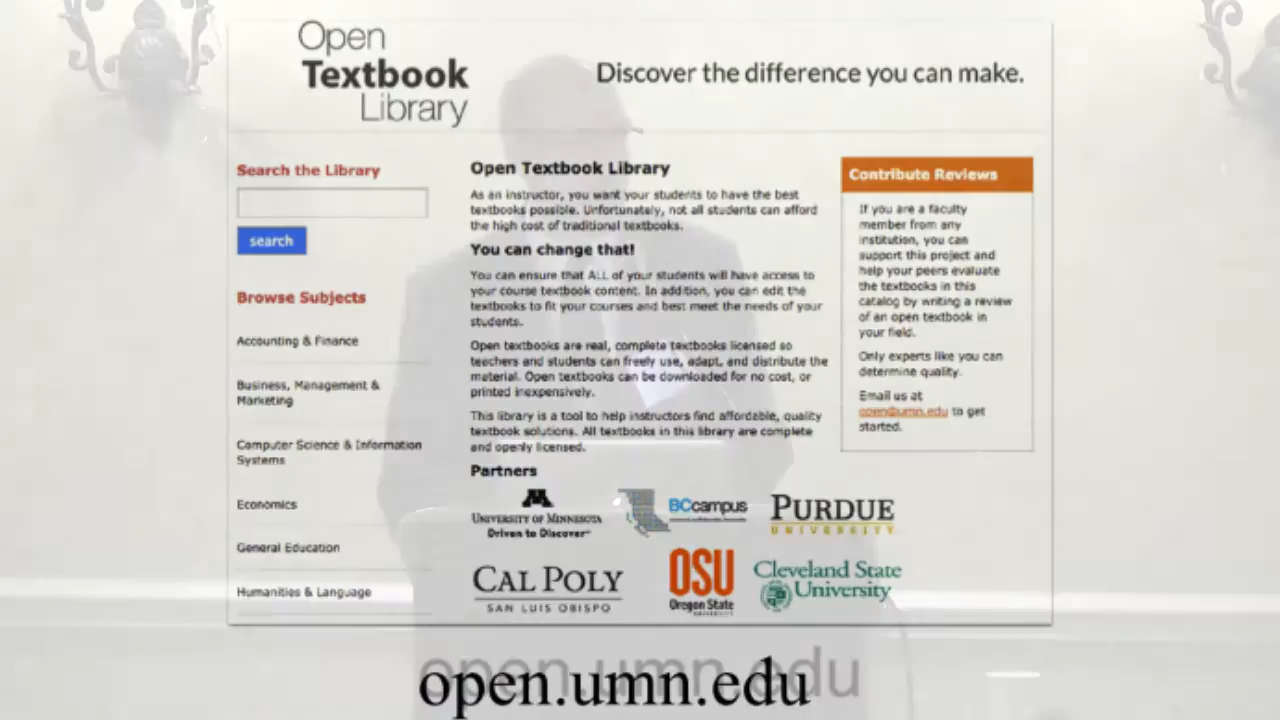 Open
Textbook
Library
Discover the difference you can make.
Search the Library
search
Browse Subjects
Accounting & Finance
Business, Management &
Marketing
Computer Science & Information
Systems
Economics
General Education
Humanities & Language
Open Textbook Library
As an instructor, you want your students to have the best
textbooks possible. Unfortunately, not all students can afford
the high cost of traditional textbooks.
You can change that!
You can ensure that ALL of your students will have access to
your course textbook content. In addition, you can edit the
textbooks to fit your courses and best meet the needs of your
students.
Open textbooks are real, complete textbooks licensed so
teachers and students can freely use, adapt, and distribute the
material. Open textbooks can be downloaded for no cost, or
printed inexpensively.
This library is a tool to help instructors find affordable, quality
textbook solutions. All textbooks in this library are complete
and openly licensed.
Partners
UNIVERSITY OF MINNESOTA
Driven to Discover
BCcampus
PURDUE
UNIVERSITY
CAL POLY
SAN LUIS OBISPO
OSU
Oregon State
UNIVERSITY
Cleveland State
University
Contribute Reviews
If you are a faculty
member from any
institution, you can
support this project and
help your peers evaluate
the textbooks in this
catalog by writing a review
of an open textbook in
your field.
Only experts like you can
determine quality.
Email us at
open@umn.edu to get
started.
open.umn.edu
open.umn.edu